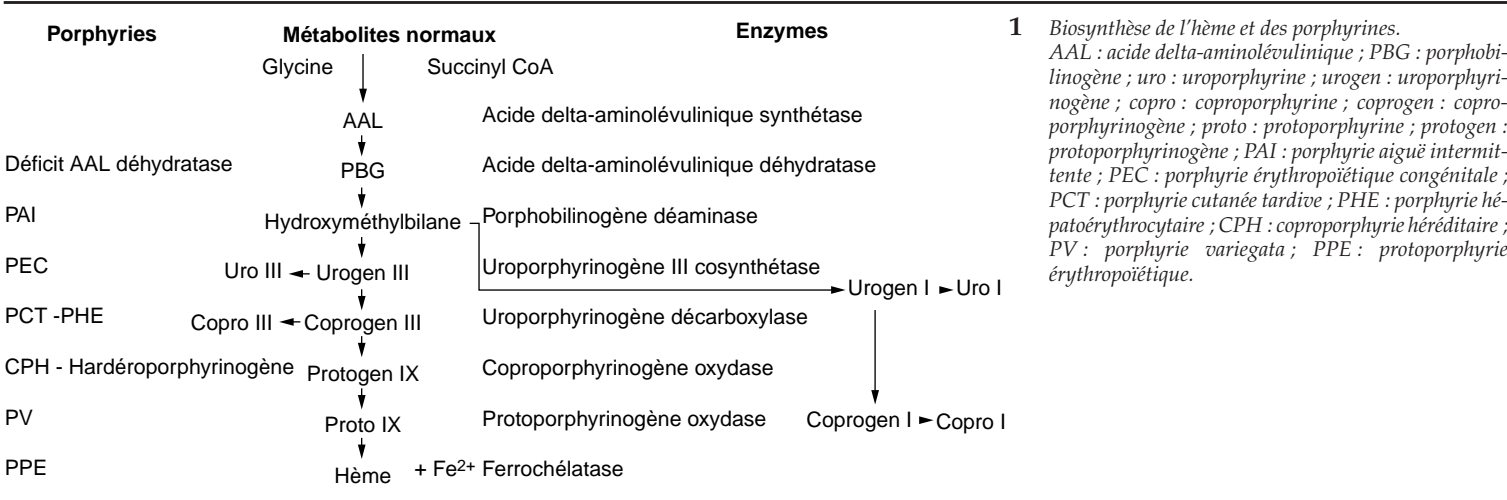 Porphyries Métabolites normaux Enzymes
Glycine Succinyl CoA
AAL Acide delta-aminolévulinique synthétase
Déficit AAL déhydratase PBG Acide delta-aminolévulinique déhydratase
PAI Hydroxyméthylbilane Porphobilinogène déaminase
PEC Uro III Urogen III Uroporphyrinogène III cosynthétase
Urogen I Uro I
PCT -PHE Copro III Coprogen III Uroporphyrinogène décarboxylase
CPH - Hardéroporphyrinogène Protogen IX Coproporphyrinogène oxydase
PV Proto IX Protoporphyrinogène oxydase Coprogen I Copro I
PPE Hème + Fe2+ Ferrochélatase
1 Biosynthèse de l'hème et des porphyrines.
AAL : acide delta-aminolévulinique ; PBG : porphobi-
linogène ; uro : uroporphyrine ; urogen : uroporphyri-
nogène ; copro : coproporphyrine ; coprogen : copro-
porphyrinogène ; proto : protoporphyrine ; protogen :
protoporphyrinogène ; PAI : porphyrie aiguë intermit-
tente ; PEC : porphyrie érythropoïétique congénitale ;
PCT : porphyrie cutanée tardive ; PHE : porphyrie hé-
patoérythrocytaire ; CPH : coproporphyrie héréditaire ;
PV : porphyrie variegata ; PPE : protoporphyrie
érythropoïétique.